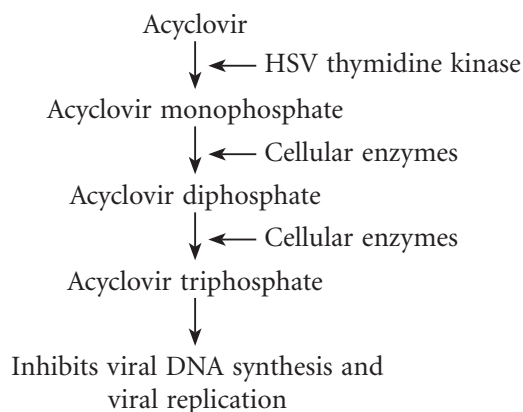 Acyclovir
HSV thymidine kinase
Acyclovir monophosphate
Cellular enzymes
Acyclovir diphosphate
Cellular enzymes
Acyclovir triphosphate
Inhibits viral DNA synthesis and
viral replication